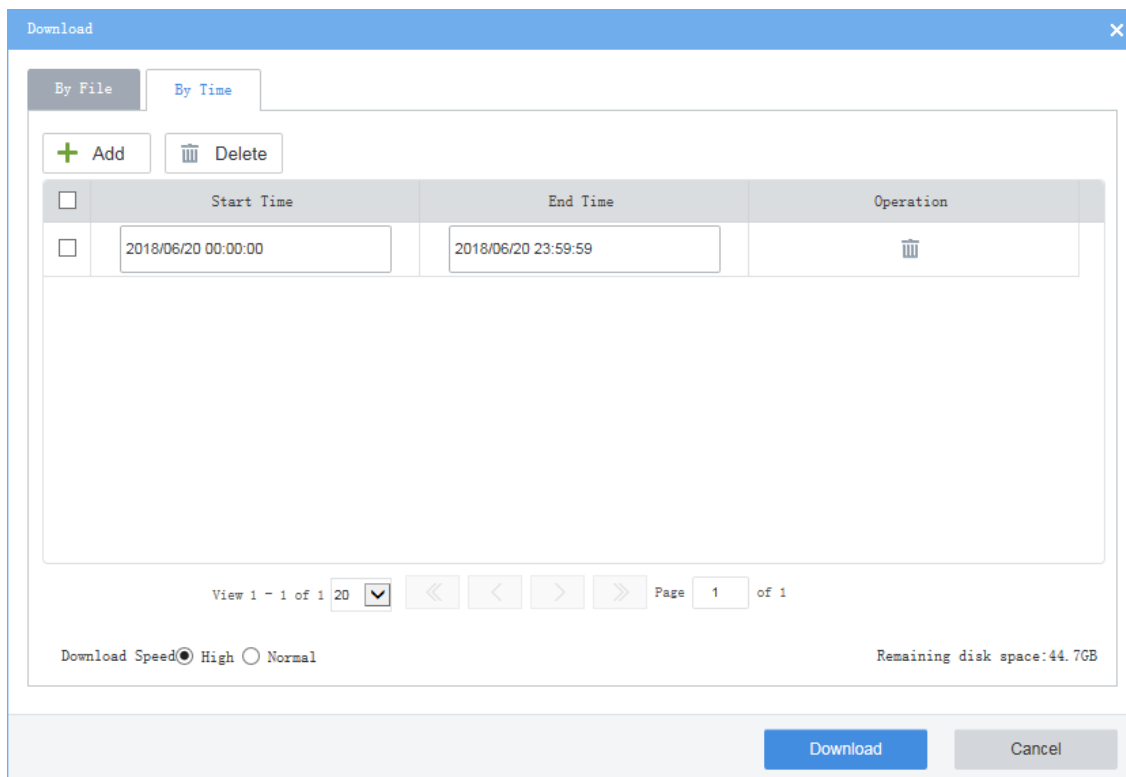 Download
By File By Time
Add Delete
Start Time End Time Operation
2018/06/20 00:00:00 2018/06/20 23:59:59
View 1 - 1 of 1 20 Page 1 of 1
Download Speed High Normal Remaining disk space:44.7GB
Download Cancel